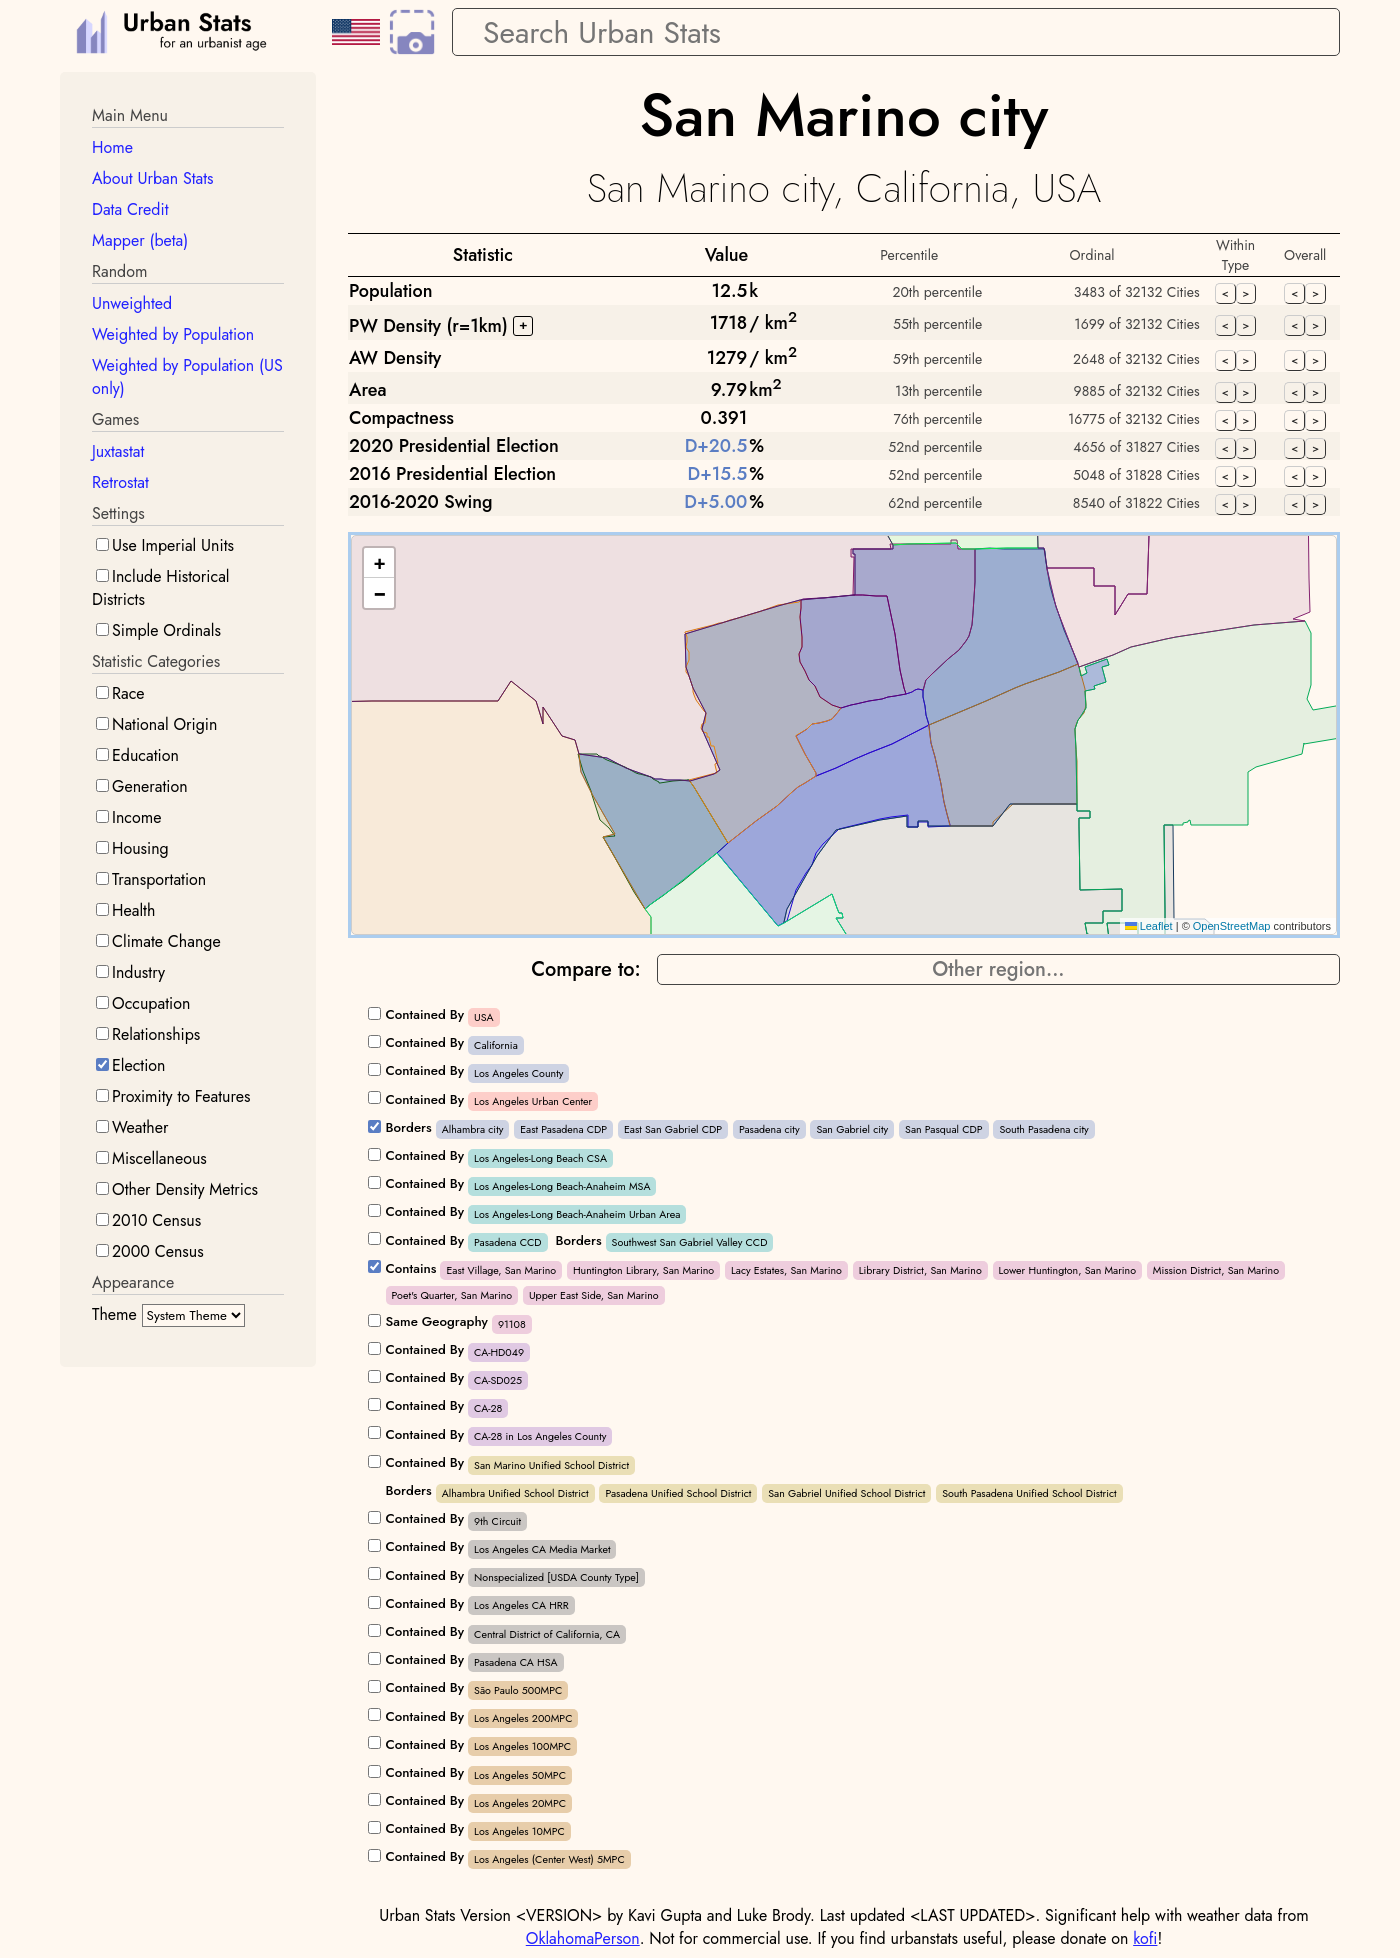 Urban Stats
for an urbanist age
Search Urban Stats
Main Menu
Home
About Urban Stats
Data Credit
Mapper (beta)
Random
Unweighted
Weighted by Population
Weighted by Population (US
only)
Games
Juxtastat
Retrostat
Settings
Use Imperial Units
Include Historical
Districts
Simple Ordinals
Statistic Categories
Race
National Origin
Education
Generation
Income
Housing
Transportation
Health
Climate Change
Industry
Occupation
Relationships
Election
Proximity to Features
Weather
Miscellaneous
Other Density Metrics
2010 Census
2000 Census
Appearance
Theme System Theme
San Marino city
San Marino city, California, USA
Statistic Value Percentile Ordinal Within Type Overall
Population 12.5 k 20th percentile 3483 of 32132 Cities < > < >
PW Density (r=1km) + 1718 / km2 55th percentile 1699 of 32132 Cities < > < >
AW Density 1279 / km2 59th percentile 2648 of 32132 Cities < > < >
Area 9.79 km2 13th percentile 9885 of 32132 Cities < > < >
Compactness 0.391 76th percentile 16775 of 32132 Cities < > < >
2020 Presidential Election D+20.5 % 52nd percentile 4656 of 31827 Cities < > < >
2016 Presidential Election D+15.5 % 52nd percentile 5048 of 31828 Cities < > < >
2016-2020 Swing D+5.00 % 62nd percentile 8540 of 31822 Cities < > < >
+
−
Leaflet | © OpenStreetMap contributors
Compare to: Other region...
Contained By USA
Contained By California
Contained By Los Angeles County
Contained By Los Angeles Urban Center
Borders Alhambra city East Pasadena CDP East San Gabriel CDP Pasadena city San Gabriel city San Pasqual CDP South Pasadena city
Contained By Los Angeles-Long Beach CSA
Contained By Los Angeles-Long Beach-Anaheim MSA
Contained By Los Angeles-Long Beach-Anaheim Urban Area
Contained By Pasadena CCD Borders Southwest San Gabriel Valley CCD
Contains East Village, San Marino Huntington Library, San Marino Lacy Estates, San Marino Library District, San Marino Lower Huntington, San Marino Mission District, San Marino
Poet's Quarter, San Marino Upper East Side, San Marino
Same Geography 91108
Contained By CA-HD049
Contained By CA-SD025
Contained By CA-28
Contained By CA-28 in Los Angeles County
Contained By San Marino Unified School District
Borders Alhambra Unified School District Pasadena Unified School District San Gabriel Unified School District South Pasadena Unified School District
Contained By 9th Circuit
Contained By Los Angeles CA Media Market
Contained By Nonspecialized [USDA County Type]
Contained By Los Angeles CA HRR
Contained By Central District of California, CA
Contained By Pasadena CA HSA
Contained By São Paulo 500MPC
Contained By Los Angeles 200MPC
Contained By Los Angeles 100MPC
Contained By Los Angeles 50MPC
Contained By Los Angeles 20MPC
Contained By Los Angeles 10MPC
Contained By Los Angeles (Center West) 5MPC
Urban Stats Version <VERSION> by Kavi Gupta and Luke Brody. Last updated <LAST UPDATED>. Significant help with weather data from
OklahomaPerson. Not for commercial use. If you find urbanstats useful, please donate on kofi!